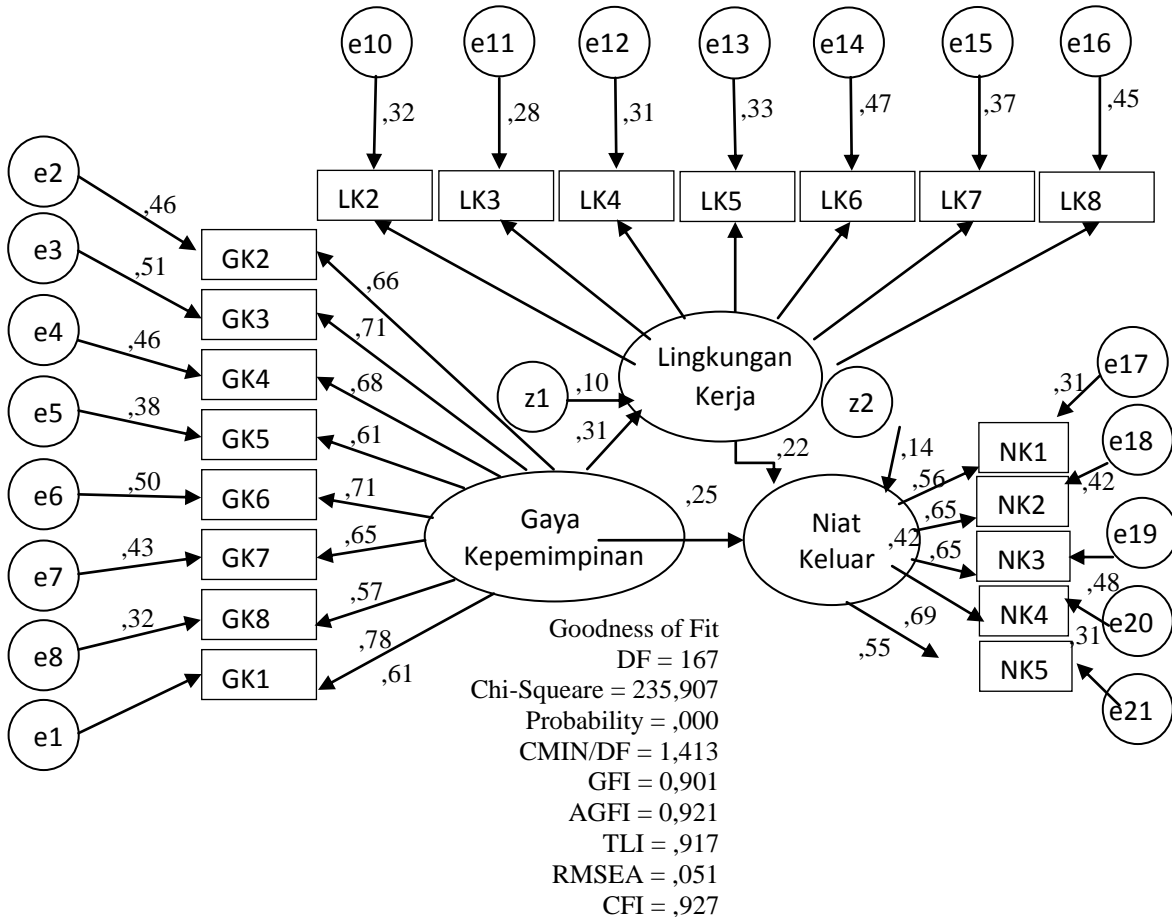 e10 e11 e12 e13 e14 e15 e16
,32 ,28 ,31 ,33 ,47 ,37 ,45
LK2 LK3 LK4 LK5 LK6 LK7 LK8
e2
,46
GK2
e3
,51
GK3
e4
,46
GK4
e5
,38
GK5
e6
,50
GK6
e7
,43
GK7
e8
,32
GK8
e1
GK1
,66
,71
,68
,61
,71
,65
,57
,78
,61
Gaya
Kepemimpinan
z1
,10
,31
Lingkungan
Kerja
z2
,22
,14
,25
Niat
Keluar
,56
,65
,42
,65
,69
,55
NK1
NK2
NK3
NK4
NK5
,31
e17
e18
,42
e19
,48
e20
,31
e21
Goodness of Fit
DF = 167
Chi-Squeare = 235,907
Probability = ,000
CMIN/DF = 1,413
GFI = 0,901
AGFI = 0,921
TLI = ,917
RMSEA = ,051
CFI = ,927